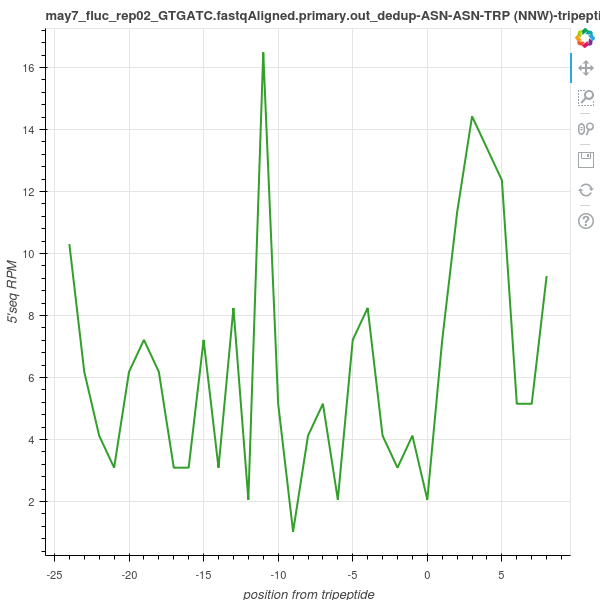 may7_fluc_rep02_GTGATC.fastqAligned.primary.out_dedup-ASN-ASN-TRP (NNW)-tripepti
16
14
12
10
8
6
4
2
5'seq RPM
-25 -20 -15 -10 -5 0 5
position from tripeptide